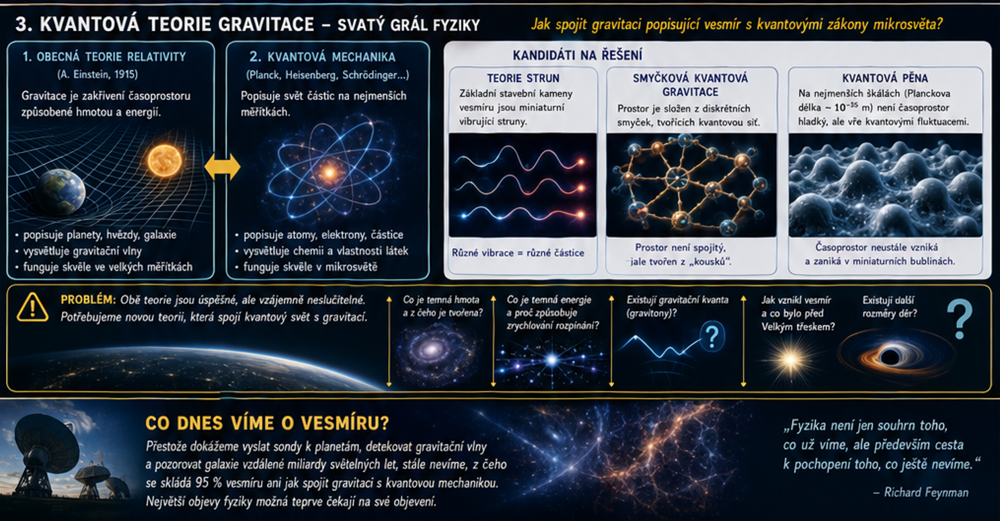 3. KVANTOVÁ TEORIE GRAVITACE – SVATÝ GRÁL FYZIKY
Jak spojit gravitaci popisující vesmír s kvantovými zákony mikrosvěta?
1. OBECNÁ TEORIE RELATIVITY
(A. Einstein, 1915)
Gravitace je zakřivení časoprostoru
způsobené hmotou a energií.
• popisuje planety, hvězdy, galaxie
• vysvětluje gravitační vlny
• funguje skvěle ve velkých měřítkách
2. KVANTOVÁ MECHANIKA
(Planck, Heisenberg, Schrödinger...)
Popisuje svět částic na nejmenších
měřítkách.
• popisuje atomy, elektrony, částice
• vysvětluje chemii a vlastnosti látek
• funguje skvěle v mikrosvětě
KANDIDÁTI NA ŘEŠENÍ
TEORIE STRUN
Základní stavební kameny
vesmíru jsou miniaturní
vibrující struny.
Různé vibrace = různé částice
SMYČKOVÁ KVANTOVÁ
GRAVITACE
Prostor je složen z diskrétních
smyček, tvořících kvantovou síť.
Prostor není spojitý,
jale tvořen z „kousků“.
KVANTOVÁ PĚNA
Na nejmenších škálách (Planckova
délka ~ 10⁻³⁵ m) není časoprostor
hladký, ale vře kvantovými fluktuacemi.
Časoprostor neustále vzniká
a zaniká v miniaturních bublinách.
PROBLÉM: Obě teorie jsou úspěšné, ale vzájemně neslučitelné.
Potřebujeme novou teorii, která spojí kvantový svět s gravitací.
Co je temná hmota
a z čeho je tvořena?
Co je temná energie
a proč způsobuje
zrychlování rozpínání?
Existují gravitační kvanta
(gravitony)?
?
Jak vznikl vesmír
a co bylo před
Velkým třeskem?
Existují další
rozměry děr?
?
CO DNES VÍME O VESMÍRU?
Přestože dokážeme vyslat sondy k planetám, detekovat gravitační vlny
a pozorovat galaxie vzdálené miliardy světelných let, stále nevíme, z čeho
se skládá 95 % vesmíru ani jak spojit gravitaci s kvantovou mechanikou.
Největší objevy fyziky možná teprve čekají na své objevení.
„Fyzika není jen souhrn toho,
co už víme, ale především cesta
k pochopení toho, co ještě nevíme.“
– Richard Feynman